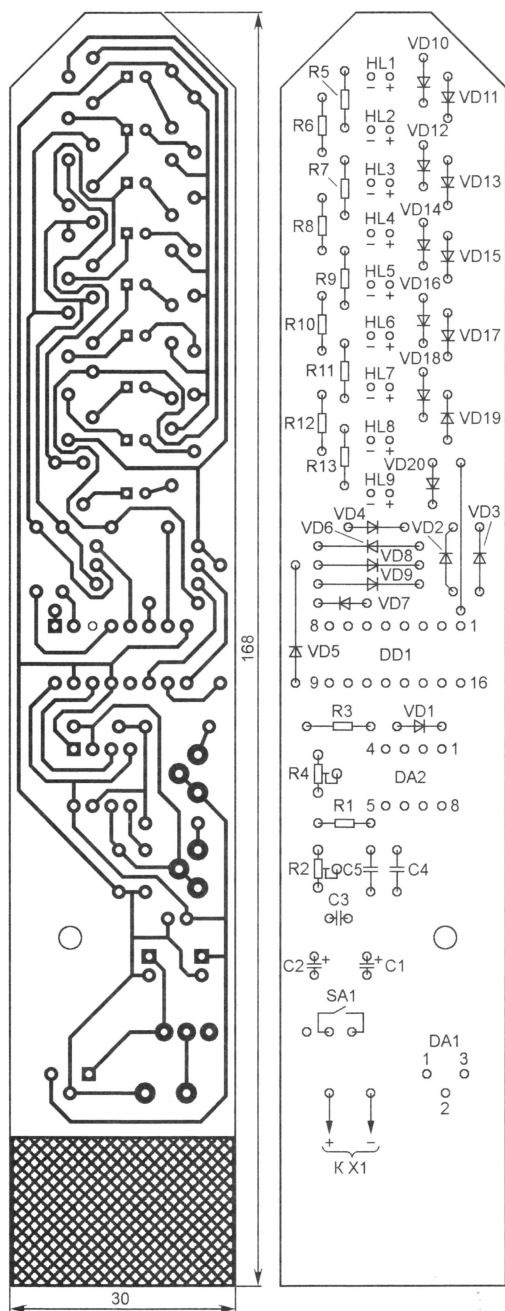 168
30
VD10
HL1
R5
VD11
R6
HL2
VD12
R7
HL3
VD13
R8
HL4
VD14
VD15
R9
HL5
VD16
R10
HL6
VD17
R11
HL7
VD18
R12
HL8
VD19
R13
HL9
VD20
VD4
VD6
VD2
VD3
VD8
VD9
VD7
8
1
VD5
DD1
9
16
R3
VD1
4
1
R4
DA2
R1
5
8
R2
C5
C4
C3
C2
+
+
C1
SA1
DA1
1
3
2
+
–
К X1
– +
– +
– +
– +
– +
– +
– +
– +
– +